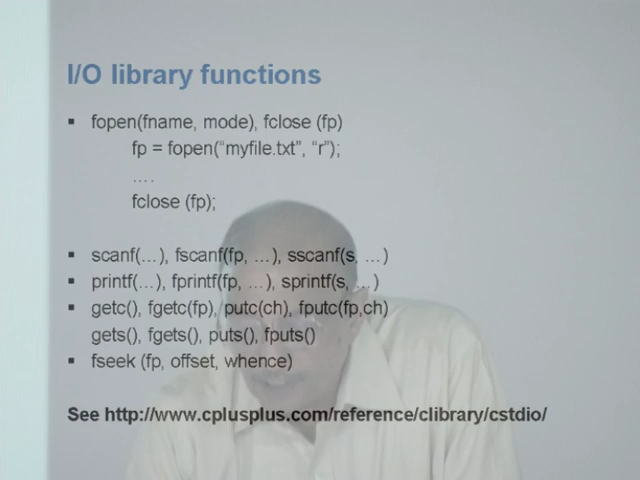 I/O library functions
▪ fopen(fname, mode), fclose (fp)
fp = fopen(“myfile.txt”, “r”);
….
fclose (fp);
▪ scanf(…), fscanf(fp, …), sscanf(s, …)
▪ printf(…), fprintf(fp, …), sprintf(s, …)
▪ getc(), fgetc(fp), putc(ch), fputc(fp,ch)
gets(), fgets(), puts(), fputs()
▪ fseek (fp, offset, whence)
See http://www.cplusplus.com/reference/clibrary/cstdio/